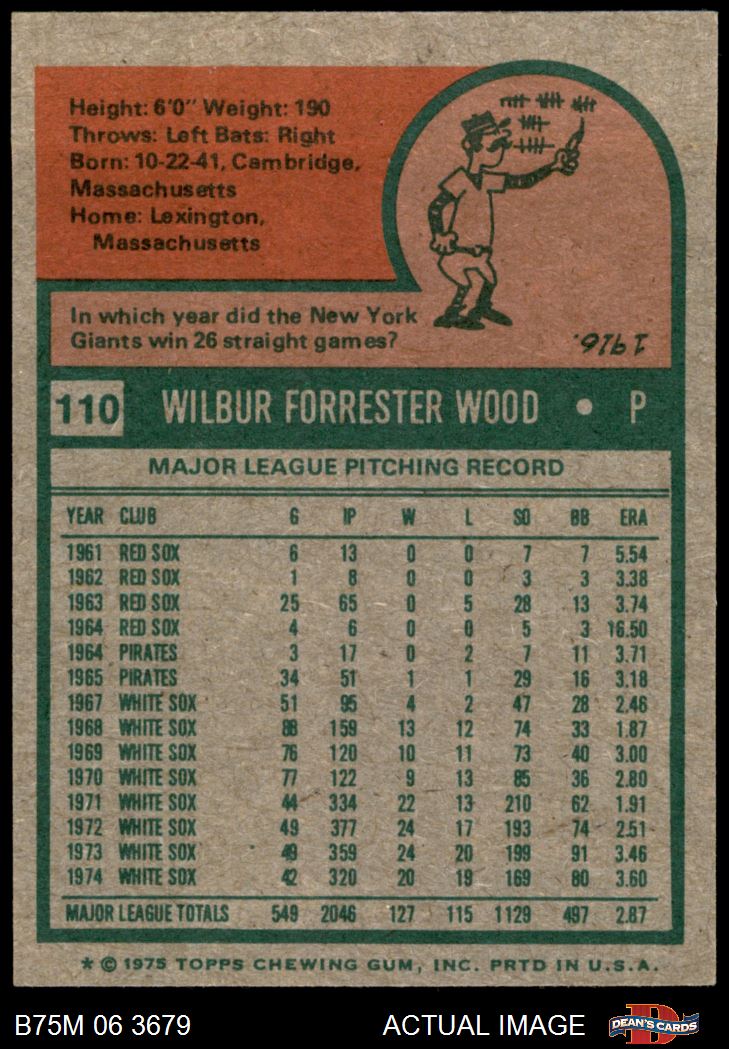 Height: 6'0" Weight: 190
Throws: Left Bats: Right
Born: 10-22-41, Cambridge,
Massachusetts
Home: Lexington,
Massachusetts
In which year did the New York
Giants win 26 straight games?
1916.
110 WILBUR FORRESTER WOOD • P
MAJOR LEAGUE PITCHING RECORD
YEAR CLUB G IP W L SO BB ERA
1961 RED SOX 6 13 0 0 7 7 5.54
1962 RED SOX 1 8 0 0 3 3 3.38
1963 RED SOX 25 65 0 5 28 13 3.74
1964 RED SOX 4 6 0 0 5 3 16.50
1964 PIRATES 3 17 0 2 7 11 3.71
1965 PIRATES 34 51 1 1 29 16 3.18
1967 WHITE SOX 51 95 4 2 47 28 2.46
1968 WHITE SOX 88 159 13 12 74 33 1.87
1969 WHITE SOX 76 120 10 11 73 40 3.00
1970 WHITE SOX 77 122 9 13 85 36 2.80
1971 WHITE SOX 44 334 22 13 210 62 1.91
1972 WHITE SOX 49 377 24 17 193 74 2.51
1973 WHITE SOX 49 359 24 20 199 91 3.46
1974 WHITE SOX 42 320 20 19 169 80 3.60
MAJOR LEAGUE TOTALS 549 2046 127 115 1129 497 2.87
* © 1975 TOPPS CHEWING GUM, INC. PRTD IN U.S.A.
B75M 06 3679 ACTUAL IMAGE DEAN'S CARDS